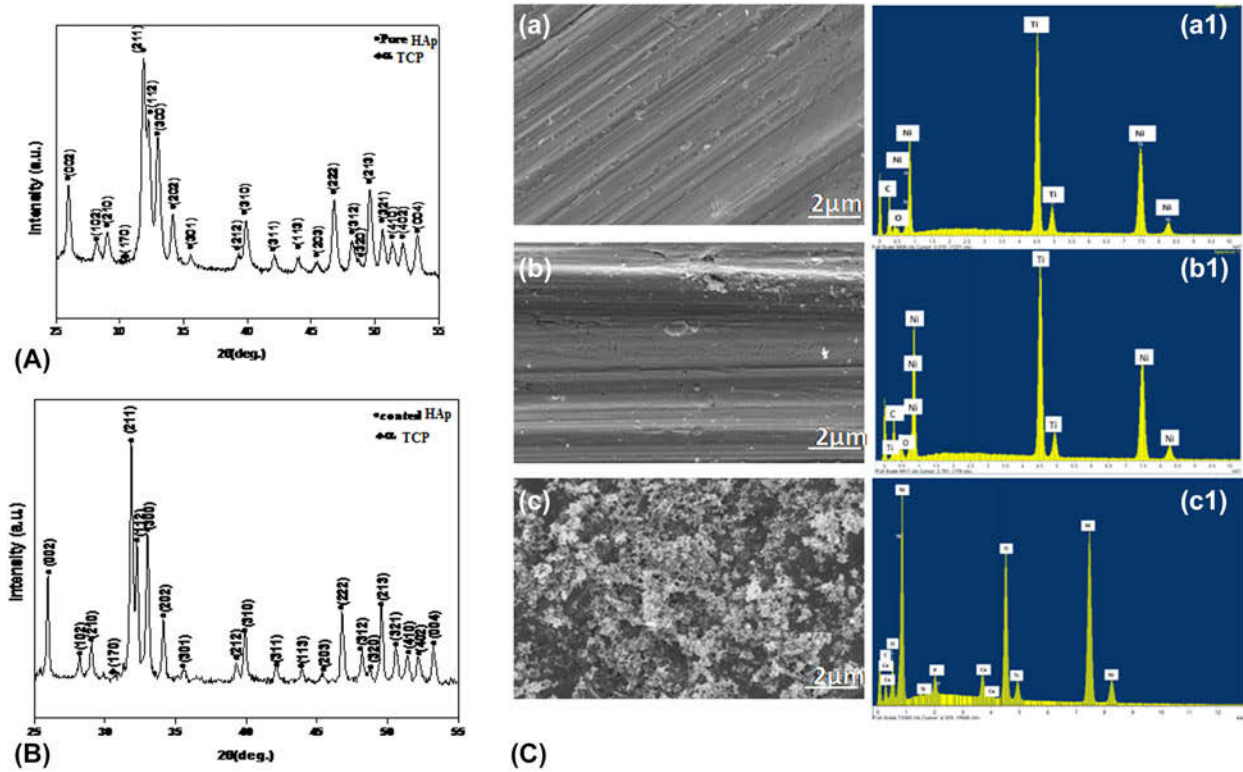 •Pure HAp
TCP
(211)
•(112)
•(300)
•(002)
•(102)
•(210)
(170)
•(202)
•(301)
(212)
•(310)
•(311)
•(113)
•(203)
•(222)
•(312)
(320)
•(213)
•(321)
•(410)
•(402)
•(004)
Intensity (a.u.)
25 30 35 40 45 50 55
2θ(deg.)
(A)
•coated HAp
TCP
•(211)
•(112)
•(300)
•(002)
•(102)
•(210)
(170)
•(202)
•(301)
•(212)
•(310)
•(311)
•(113)
•(203)
•(222)
•(312)
•(320)
•(213)
•(321)
•(410)
•(402)
•(004)
Intensity (a.u.)
25 30 35 40 45 50 55
2θ(deg.)
(B)
(a)
2μm
(b)
2μm
(c)
2μm
(C)
(a1)
Ti
Ni
Ni
Ni
C
O
Ti
Ni
(b1)
Ti
Ni
Ni
Ni
Ni
C
Ti
O
Ti
Ni
(c1)